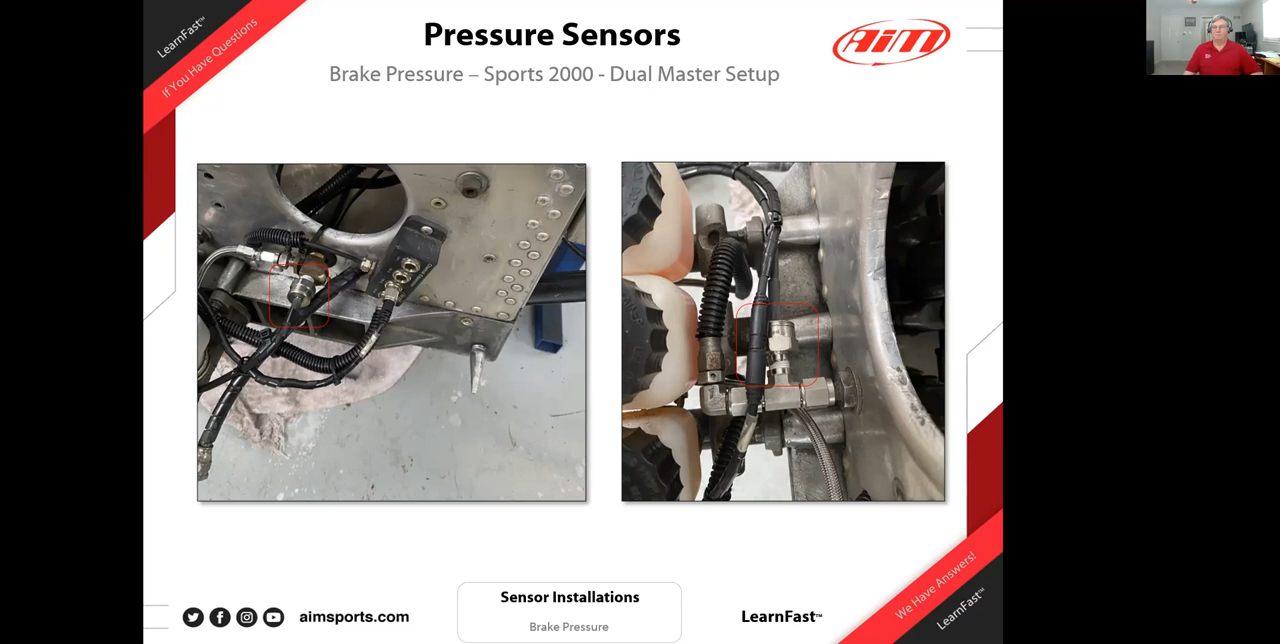 LearnFast™
If You Have Questions
Pressure Sensors
AiM
Brake Pressure – Sports 2000 - Dual Master Setup
aimsports.com
Sensor Installations
Brake Pressure
LearnFast™
We Have Answers!
LearnFast™